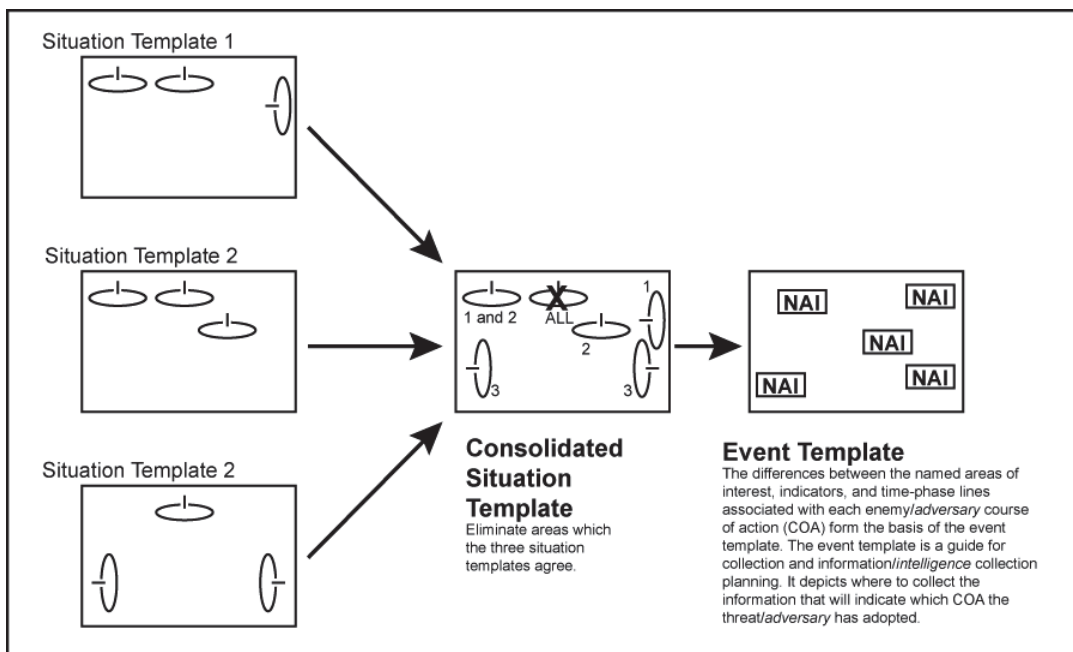 Situation Template 1
Situation Template 2
Situation Template 2
1 and 2
ALL
1
2
3
3
Consolidated
Situation
Template
Eliminate areas which
the three situation
templates agree.
NAI
NAI
NAI
NAI
NAI
Event Template
The differences between the named areas of
interest, indicators, and time-phase lines
associated with each enemy/adversary course
of action (COA) form the basis of the event
template. The event template is a guide for
collection and information/intelligence collection
planning. It depicts where to collect the
information that will indicate which COA the
threat/adversary has adopted.